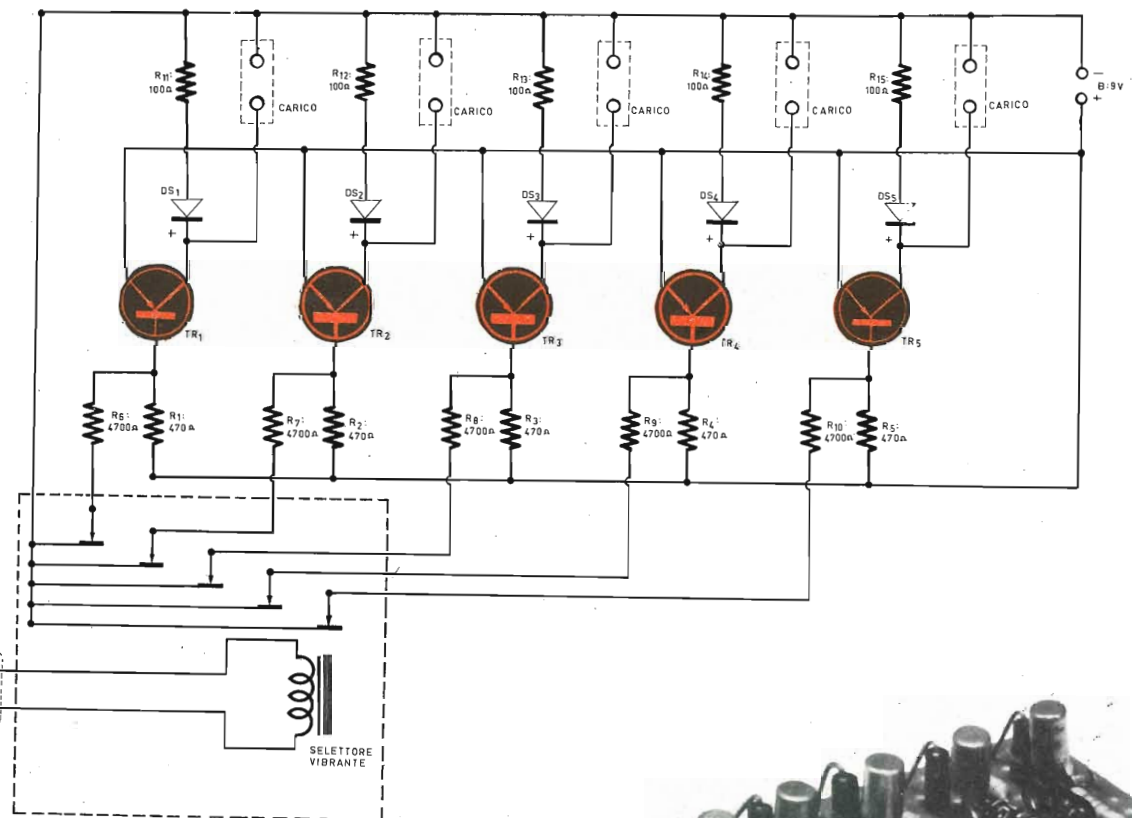 R11:
100Ω
CARICO
R12:
100Ω
CARICO
R13:
100Ω
CARICO
R14:
100Ω
CARICO
R15:
100Ω
CARICO
−
B:9V
+
DS1
+
DS2
+
DS3
+
DS4
+
DS5
+
TR1
TR2
TR3
TR4
TR5
R6:
4700Ω
R1:
470Ω
R7:
4700Ω
R2:
470Ω
R8:
4700Ω
R3:
470Ω
R9:
4700Ω
R4:
470Ω
R10:
4700Ω
R5:
470Ω
SELETTORE
VIBRANTE